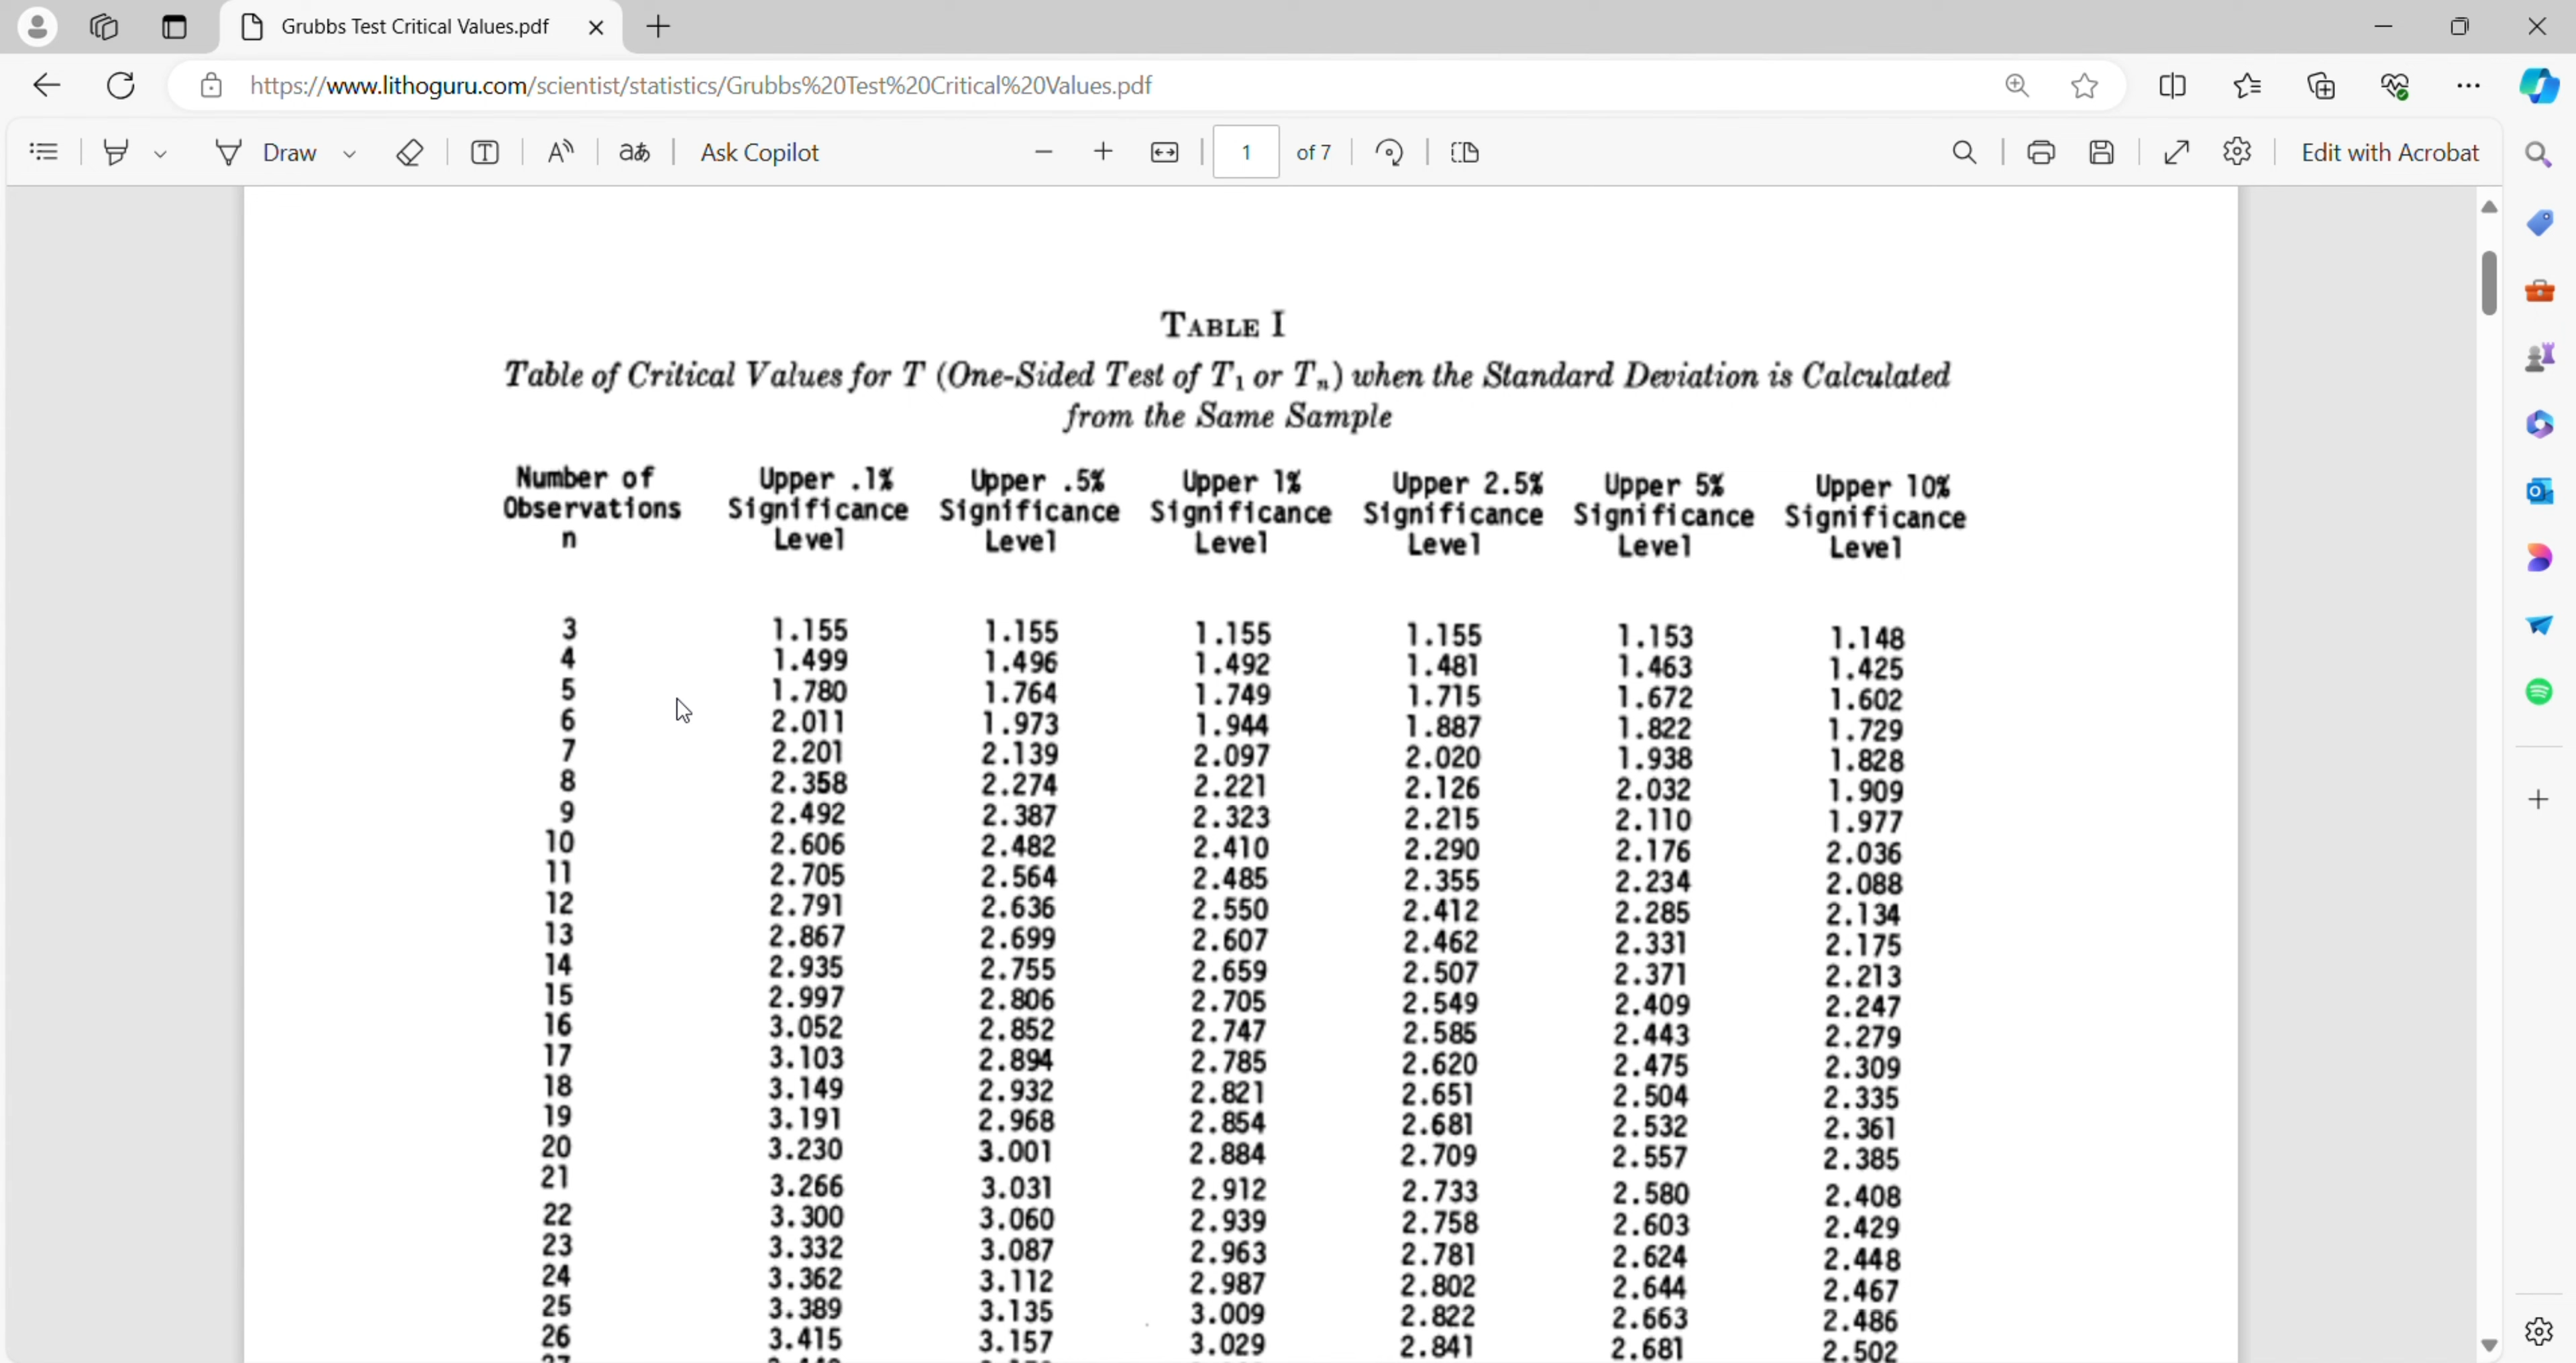 Grubbs Test Critical Values.pdf
https://www.lithoguru.com/scientist/statistics/Grubbs%20Test%20Critical%20Values.pdf
Draw Ask Copilot 1 of 7 Edit with Acrobat
TABLE I
Table of Critical Values for T (One-Sided Test of T₁ or Tₙ) when the Standard Deviation is Calculated
from the Same Sample
Number of Upper .1% Upper .5% Upper 1% Upper 2.5% Upper 5% Upper 10%
Observations Significance Significance Significance Significance Significance Significance
n Level Level Level Level Level Level
3 1.155 1.155 1.155 1.155 1.153 1.148
4 1.499 1.496 1.492 1.481 1.463 1.425
5 1.780 1.764 1.749 1.715 1.672 1.602
6 2.011 1.973 1.944 1.887 1.822 1.729
7 2.201 2.139 2.097 2.020 1.938 1.828
8 2.358 2.274 2.221 2.126 2.032 1.909
9 2.492 2.387 2.323 2.215 2.110 1.977
10 2.606 2.482 2.410 2.290 2.176 2.036
11 2.705 2.564 2.485 2.355 2.234 2.088
12 2.791 2.636 2.550 2.412 2.285 2.134
13 2.867 2.699 2.607 2.462 2.331 2.175
14 2.935 2.755 2.659 2.507 2.371 2.213
15 2.997 2.806 2.705 2.549 2.409 2.247
16 3.052 2.852 2.747 2.585 2.443 2.279
17 3.103 2.894 2.785 2.620 2.475 2.309
18 3.149 2.932 2.821 2.651 2.504 2.335
19 3.191 2.968 2.854 2.681 2.532 2.361
20 3.230 3.001 2.884 2.709 2.557 2.385
21 3.266 3.031 2.912 2.733 2.580 2.408
22 3.300 3.060 2.939 2.758 2.603 2.429
23 3.332 3.087 2.963 2.781 2.624 2.448
24 3.362 3.112 2.987 2.802 2.644 2.467
25 3.389 3.135 3.009 2.822 2.663 2.486
26 3.415 3.157 3.029 2.841 2.681 2.502